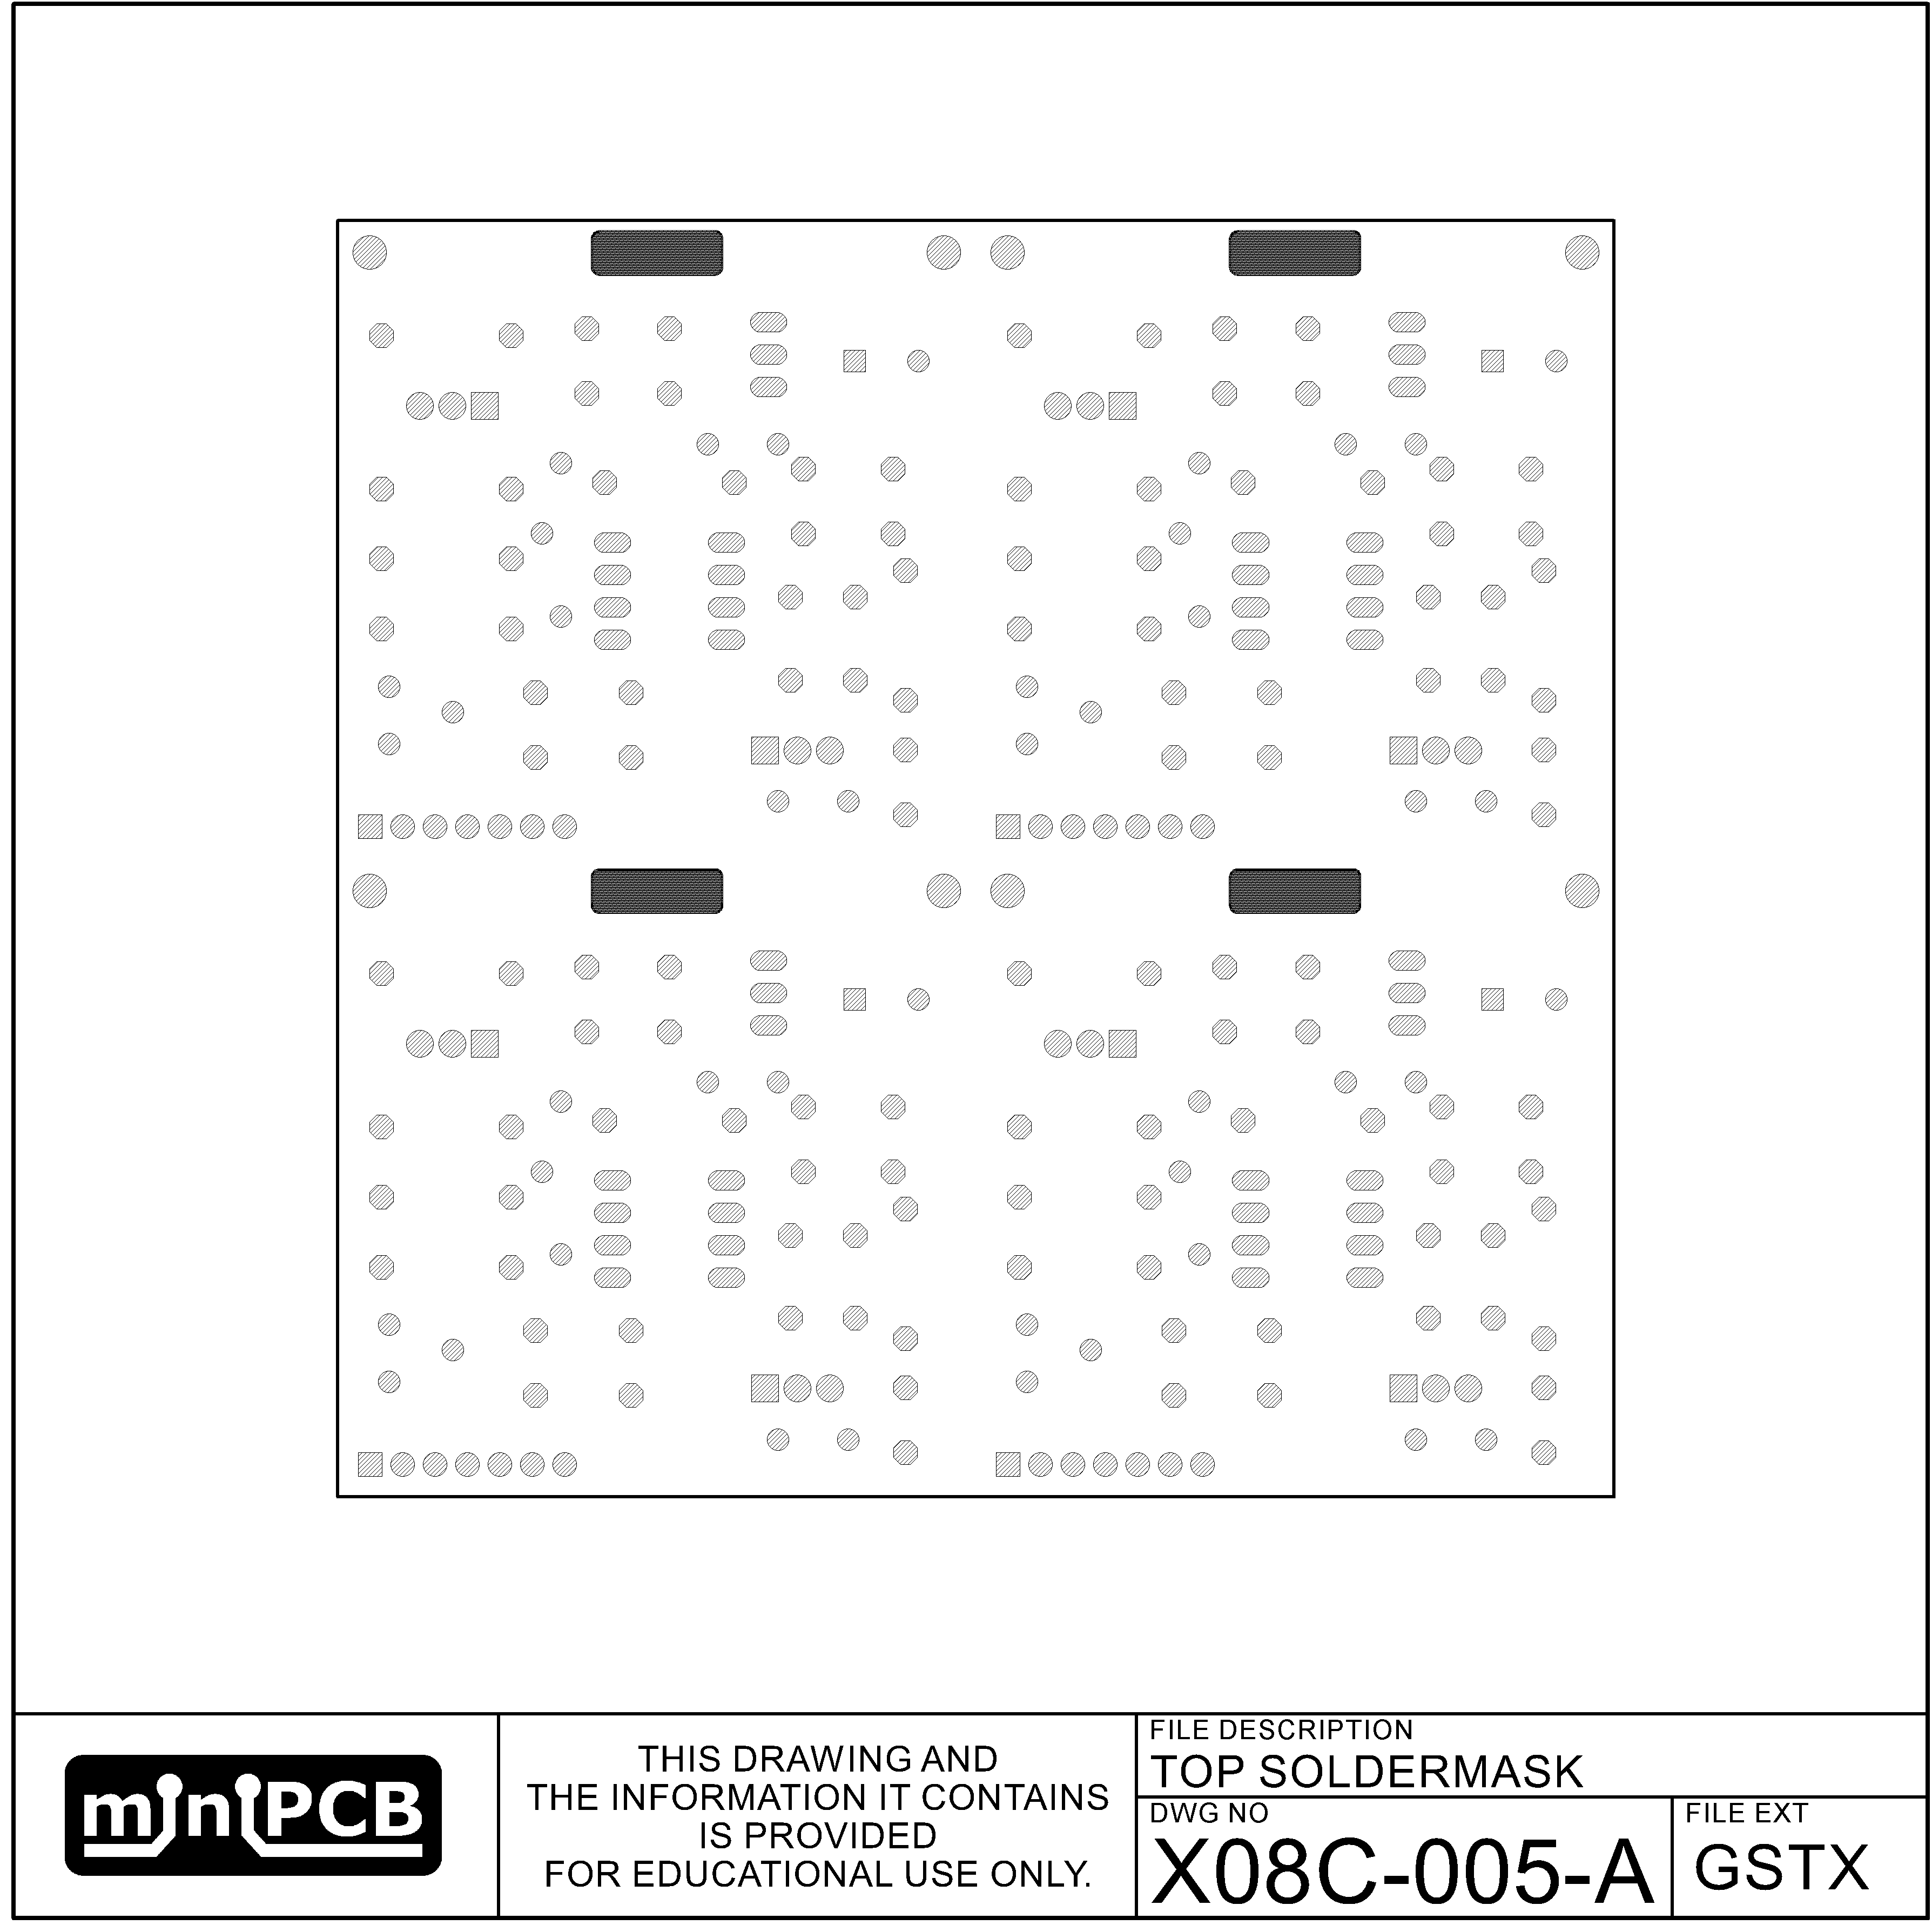 miniPCB
THIS DRAWING AND
THE INFORMATION IT CONTAINS
IS PROVIDED
FOR EDUCATIONAL USE ONLY.
FILE DESCRIPTION
TOP SOLDERMASK
DWG NO
X08C-005-A
FILE EXT
GSTX